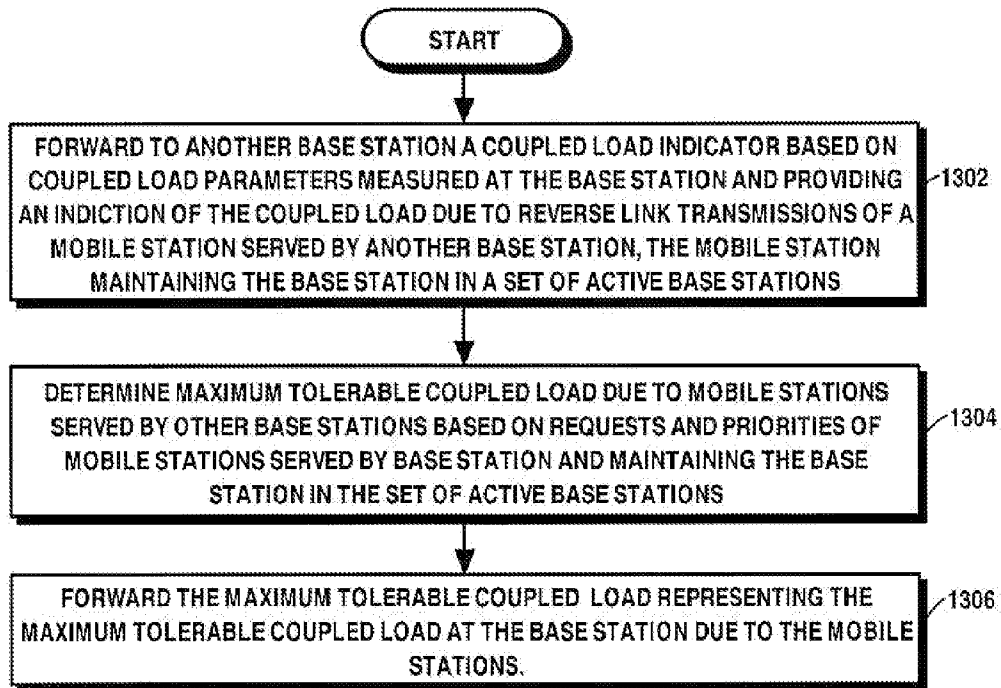 START
FORWARD TO ANOTHER BASE STATION A COUPLED LOAD INDICATOR BASED ON
COUPLED LOAD PARAMETERS MEASURED AT THE BASE STATION AND PROVIDING
AN INDICTION OF THE COUPLED LOAD DUE TO REVERSE LINK TRANSMISSIONS OF A
MOBILE STATION SERVED BY ANOTHER BASE STATION, THE MOBILE STATION
MAINTAINING THE BASE STATION IN A SET OF ACTIVE BASE STATIONS
1302
DETERMINE MAXIMUM TOLERABLE COUPLED LOAD DUE TO MOBILE STATIONS
SERVED BY OTHER BASE STATIONS BASED ON REQUESTS AND PRIORITIES OF
MOBILE STATIONS SERVED BY BASE STATION AND MAINTAINING THE BASE
STATION IN THE SET OF ACTIVE BASE STATIONS
1304
FORWARD THE MAXIMUM TOLERABLE COUPLED LOAD REPRESENTING THE
MAXIMUM TOLERABLE COUPLED LOAD AT THE BASE STATION DUE TO THE MOBILE
STATIONS.
1306